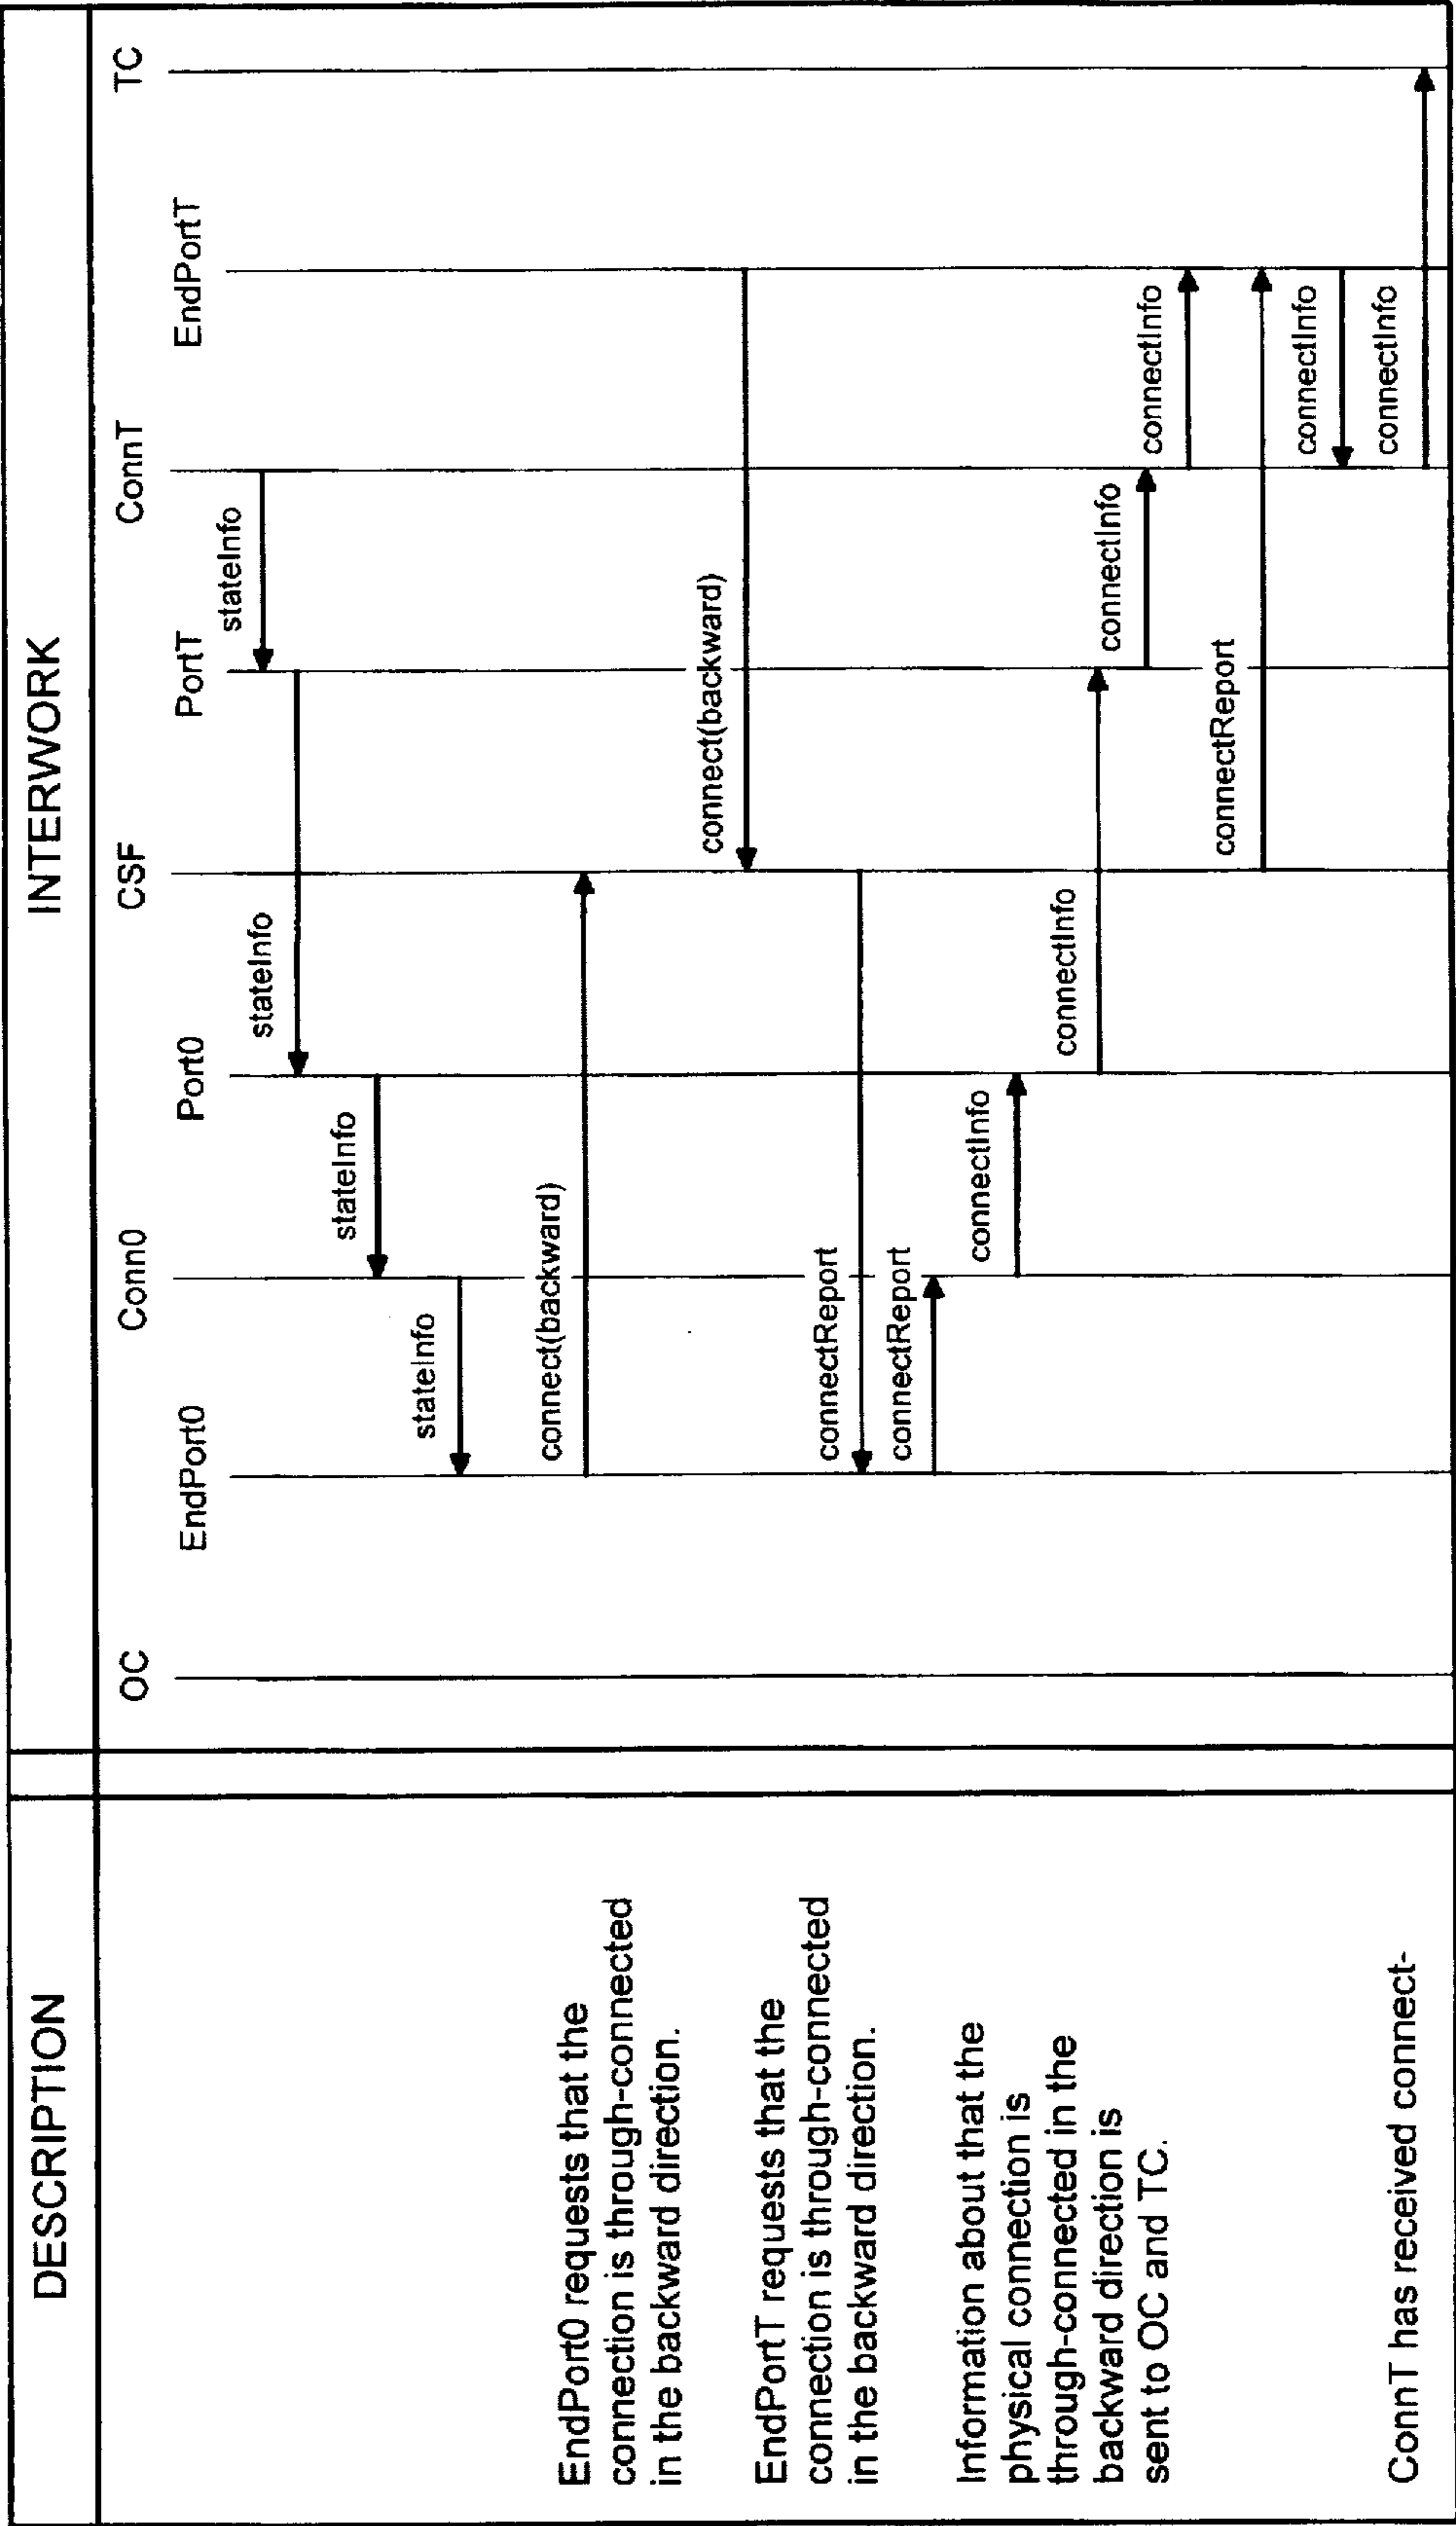 DESCRIPTION
INTERWORK
OC
EndPort0
Conn0
Port0
CSF
PortT
ConnT
EndPortT
TC
stateInfo
stateInfo
stateInfo
stateInfo
EndPort0 requests that the
connection is through-connected
in the backward direction.
connect(backward)
EndPortT requests that the
connection is through-connected
in the backward direction.
connect(backward)
connectReport
connectReport
Information about that the
physical connection is
through-connected in the
backward direction is
sent to OC and TC.
connectInfo
connectInfo
connectInfo
connectInfo
connectReport
connectInfo
connectInfo
ConnT has received connect-